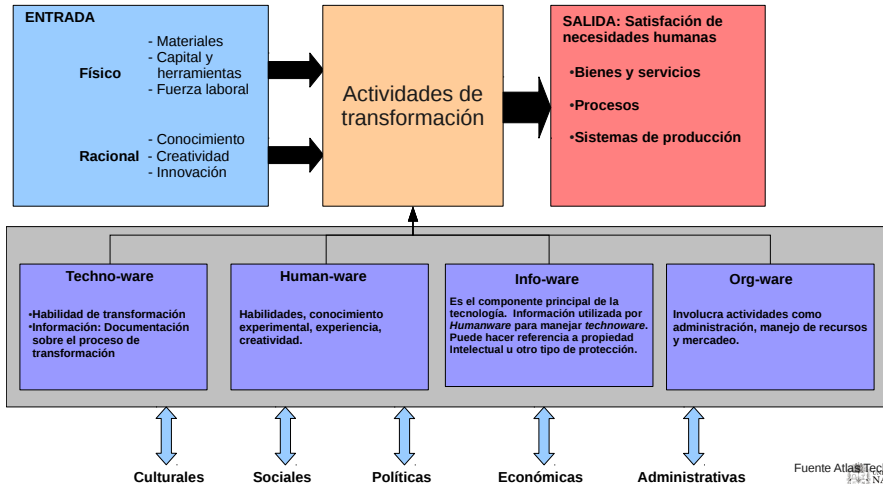 ENTRADA
Físico
- Materiales
- Capital y
herramientas
- Fuerza laboral
Racional
- Conocimiento
- Creatividad
- Innovación
Actividades de
transformación
SALIDA: Satisfacción de
necesidades humanas
•Bienes y servicios
•Procesos
•Sistemas de producción
Techno-ware
•Habilidad de transformación
•Información: Documentación
sobre el proceso de
transformación
Human-ware
Habilidades, conocimiento
experimental, experiencia,
creatividad.
Info-ware
Es el componente principal de la
tecnología. Información utilizada por
Humanware para manejar technoware.
Puede hacer referencia a propiedad
Intelectual u otro tipo de protección.
Org-ware
Involucra actividades como
administración, manejo de recursos
y mercadeo.
Culturales
Sociales
Políticas
Económicas
Administrativas
Fuente Atlas